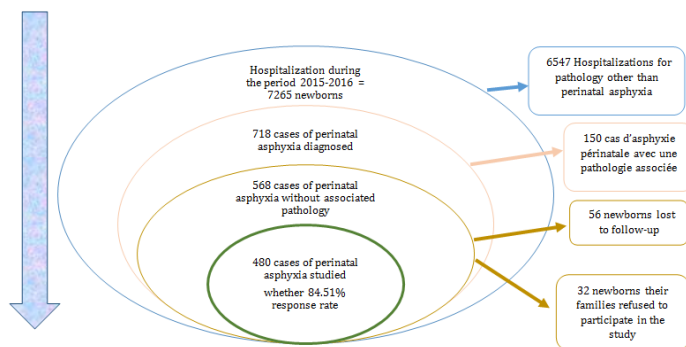 Hospitalization during
the period 2015-2016 =
7265 newborns
6547 Hospitalizations for
pathology other than
perinatal asphyxia
718 cases of perinatal
asphyxia diagnosed
150 cas d'asphyxie
périnatale avec une
pathologie associée
568 cases of perinatal
asphyxia without associated
pathology
56 newborns lost
to follow-up
480 cases of perinatal
asphyxia studied
whether 84.51%
response rate
32 newborns their
families refused to
participate in the
study